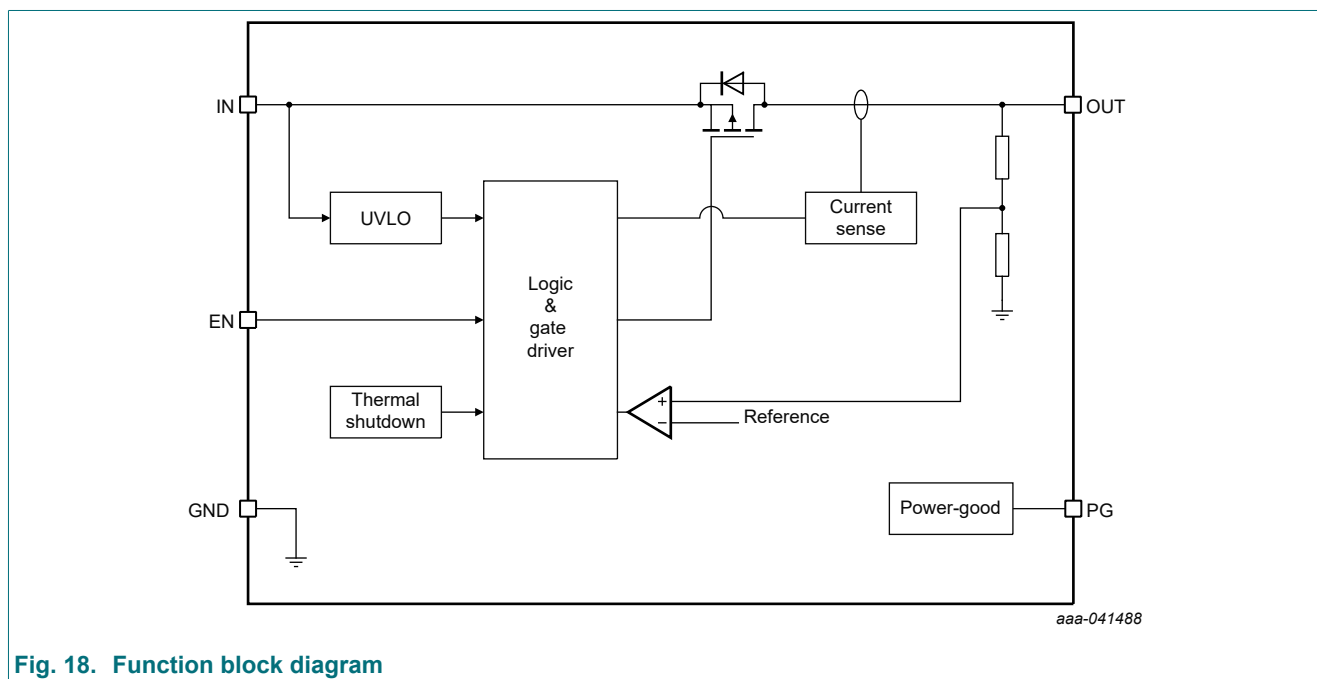 IN
OUT
UVLO
Current
sense
Logic
&
gate
driver
EN
Thermal
shutdown
+
−
Reference
GND
Power-good
PG
aaa-041488
Fig. 18. Function block diagram